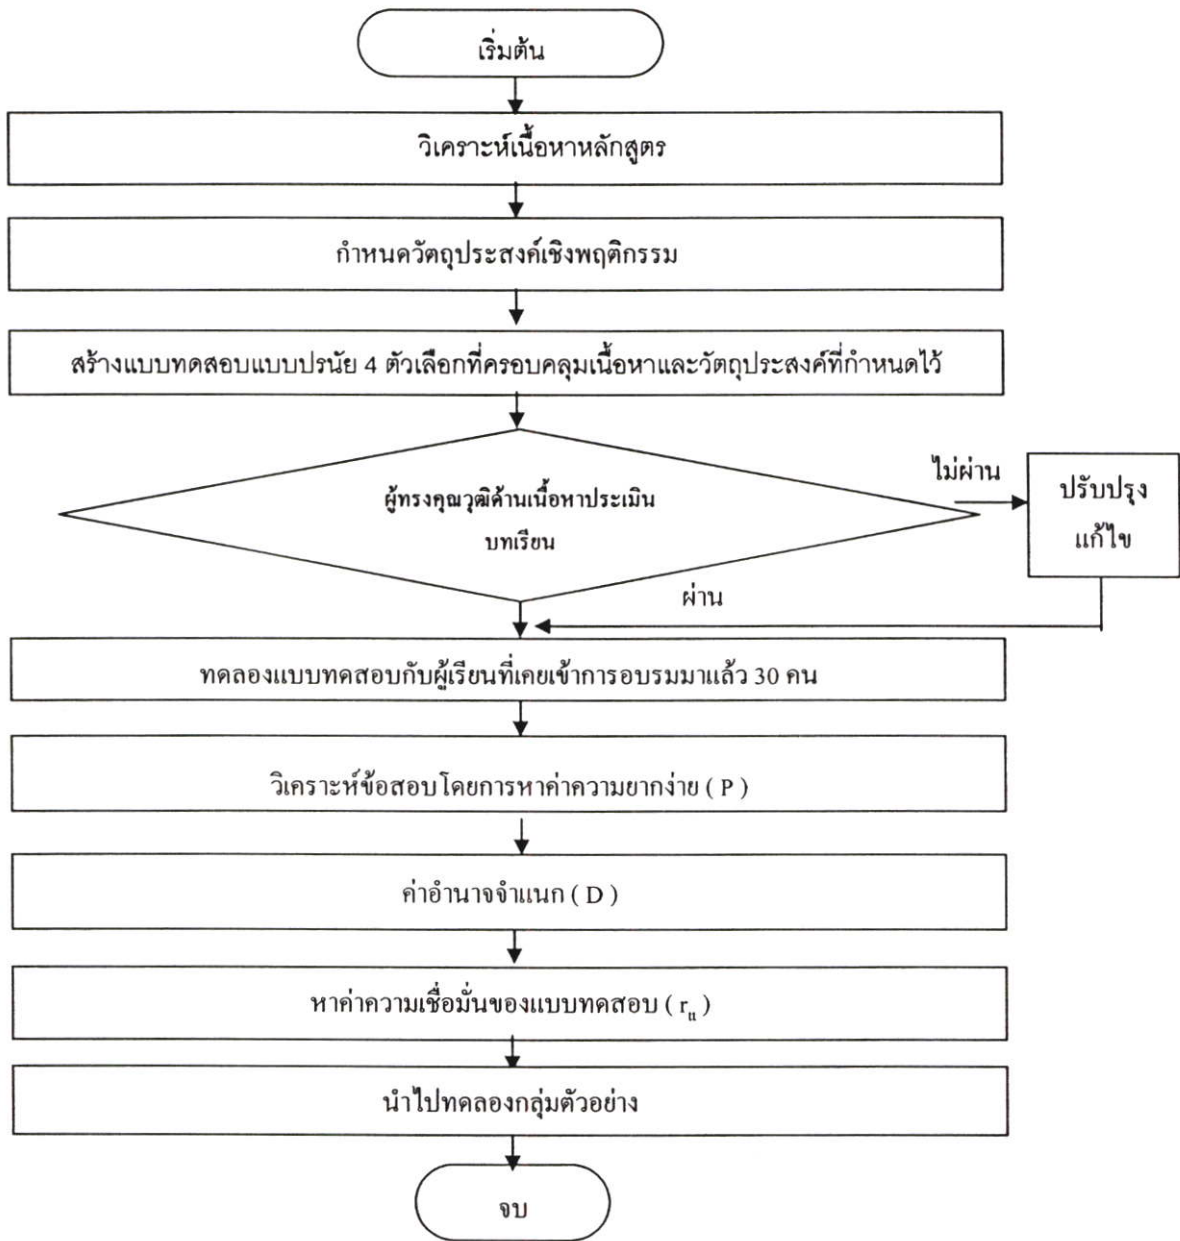 เริ่มต้น
วิเคราะห์เนื้อหาหลักสูตร
กำหนดวัตถุประสงค์เชิงพฤติกรรม
สร้างแบบทดสอบแบบปรนัย 4 ตัวเลือกที่ครอบคลุมเนื้อหาและวัตถุประสงค์ที่กำหนดไว้
ผู้ทรงคุณวุฒิด้านเนื้อหาประเมิน
บทเรียน
ไม่ผ่าน
ปรับปรุง
แก้ไข
ผ่าน
ทดลองแบบทดสอบกับผู้เรียนที่เคยเข้าการอบรมมาแล้ว 30 คน
วิเคราะห์ข้อสอบโดยการหาค่าความยากง่าย ( P )
ค่าอำนาจจำแนก ( D )
หาค่าความเชื่อมั่นของแบบทดสอบ ( rtt )
นำไปทดลองกลุ่มตัวอย่าง
จบ